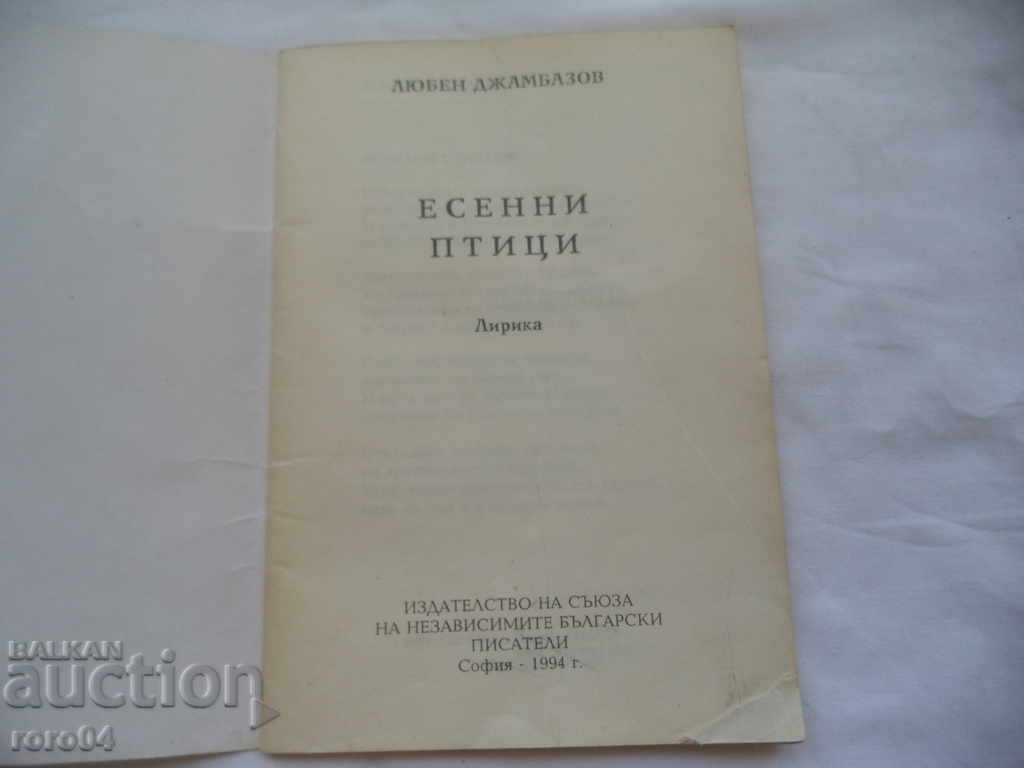 ЛЮБЕН ДЖАМБАЗОВ
ЕСЕННИ
ПТИЦИ
Лирика
ИЗДАТЕЛСТВО НА СЪЮЗА
НА НЕЗАВИСИМИТЕ БЪЛГАРСКИ
ПИСАТЕЛИ
София - 1994 г.
BALKAN
auction
roro04